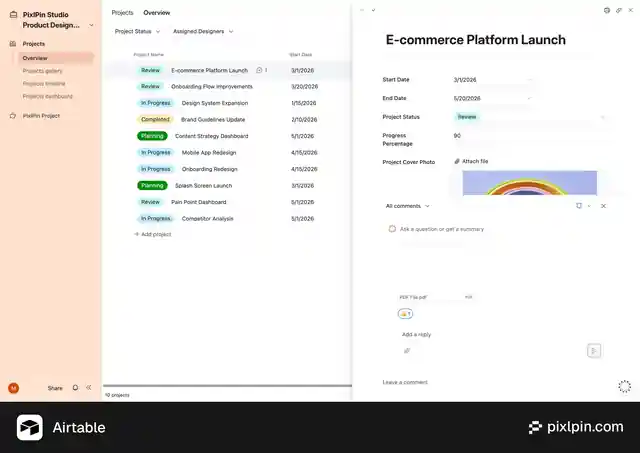 PixlPin Studio
Product Design...
Projects
Overview
Projects gallery
Projects timeline
Projects dashboard
PixlPin Project
M
Share
Projects Overview
Project Status
Assigned Designers
Project Name Start Date
Review E-commerce Platform Launch 1 3/1/2026
Review Onboarding Flow Improvements 3/20/2026
In Progress Design System Expansion 1/15/2026
Completed Brand Guidelines Update 2/10/2026
Planning Content Strategy Dashboard 5/1/2026
In Progress Mobile App Redesign 4/15/2026
In Progress Onboarding Redesign 4/15/2026
Planning Splash Screen Launch 3/1/2026
Review Pain Point Dashboard 5/1/2026
In Progress Competitor Analysis 5/1/2026
+ Add project
10 projects
E-commerce Platform Launch
Start Date 3/1/2026
End Date 5/20/2026
Project Status Review
Progress Percentage 90
Project Cover Photo Attach file
All comments
Ask a question or get a summary
PDF File.pdf
1
Add a reply
Leave a comment
Airtable
pixlpin.com